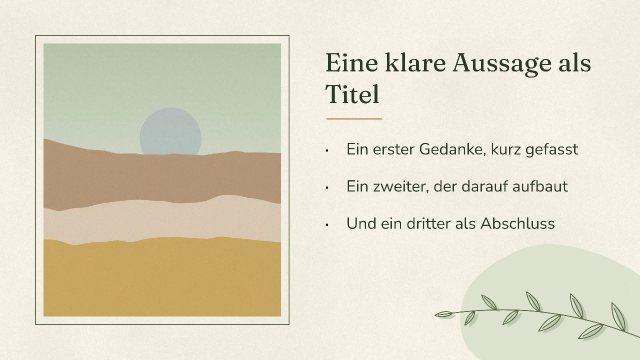 Eine klare Aussage als
Titel
· Ein erster Gedanke, kurz gefasst
· Ein zweiter, der darauf aufbaut
· Und ein dritter als Abschluss